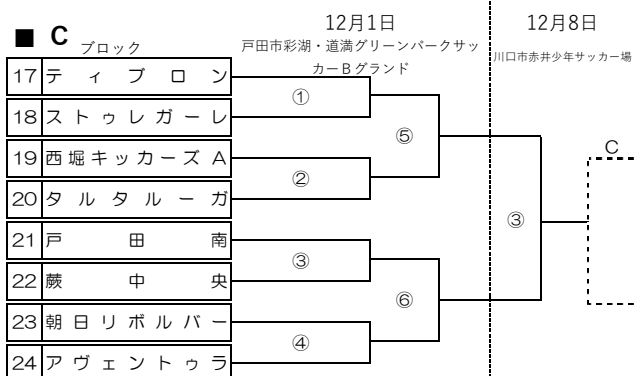 ■ C ブロック
12月1日
戸田市彩湖・道満グリーンパークサッ
カーBグランド
12月8日
川口市赤井少年サッカー場
17 ティブロン
①
18 ストゥレガーレ
⑤
19 西堀キッカーズ A
②
20 タルタルーガ
C
21 戸田南
③
③
22 蕨中央
⑥
23 朝日リボルバー
④
24 アヴェントゥラ